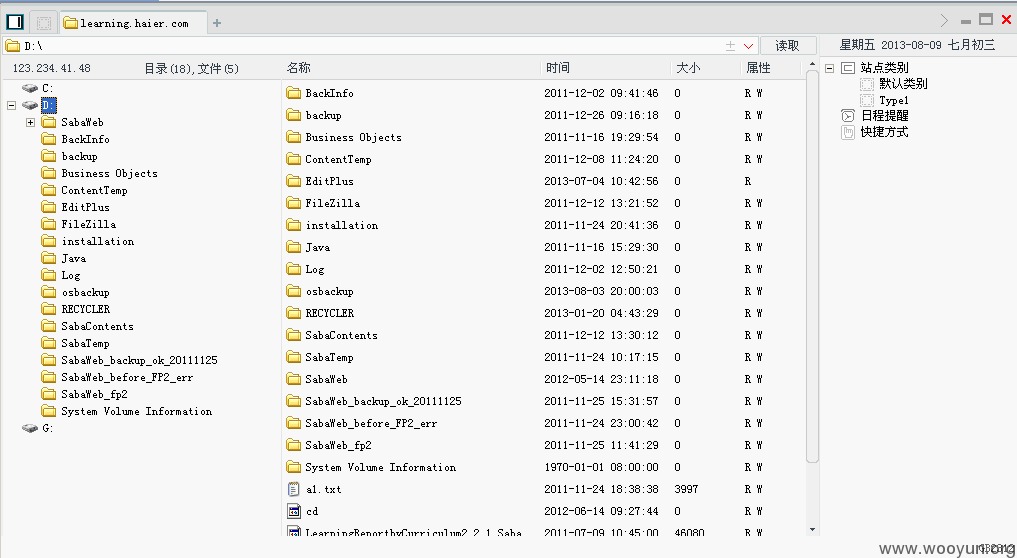 learning.haier.com
D:\
读取
星期五 2013-08-09 七月初三
123.234.41.48 目录(18),文件(5)
名称 时间 大小 属性
C:
D:
SabaWeb
BackInfo
backup
Business Objects
ContentTemp
EditPlus
FileZilla
installation
Java
Log
osbackup
RECYCLER
SabaContents
SabaTemp
SabaWeb_backup_ok_20111125
SabaWeb_before_FP2_err
SabaWeb_fp2
System Volume Information
G:
BackInfo 2011-12-02 09:41:46 0 R W
backup 2011-12-26 09:16:18 0 R W
Business Objects 2011-11-16 19:29:54 0 R W
ContentTemp 2011-12-08 11:24:20 0 R W
EditPlus 2013-07-04 10:42:56 0 R
FileZilla 2011-12-12 13:21:52 0 R W
installation 2011-11-24 20:41:36 0 R W
Java 2011-11-16 15:29:30 0 R W
Log 2011-12-02 12:50:21 0 R W
osbackup 2013-08-03 20:00:03 0 R W
RECYCLER 2013-01-20 04:43:29 0 R W
SabaContents 2011-12-12 13:30:12 0 R W
SabaTemp 2011-11-24 10:17:15 0 R W
SabaWeb 2012-05-14 23:11:18 0 R W
SabaWeb_backup_ok_20111125 2011-11-25 15:31:57 0 R W
SabaWeb_before_FP2_err 2011-11-24 23:00:42 0 R W
SabaWeb_fp2 2011-11-25 11:41:29 0 R W
System Volume Information 1970-01-01 08:00:00 0 R W
a1.txt 2011-11-24 18:38:38 3997 R W
cd 2012-06-14 09:27:44 0 R W
LearningReportbyCurriculum2.2.1_Saba 2011-07-09 10:45:00 46080 R W
站点类别
默认类别
Type1
日程提醒
快捷方式
www.wooyun.org